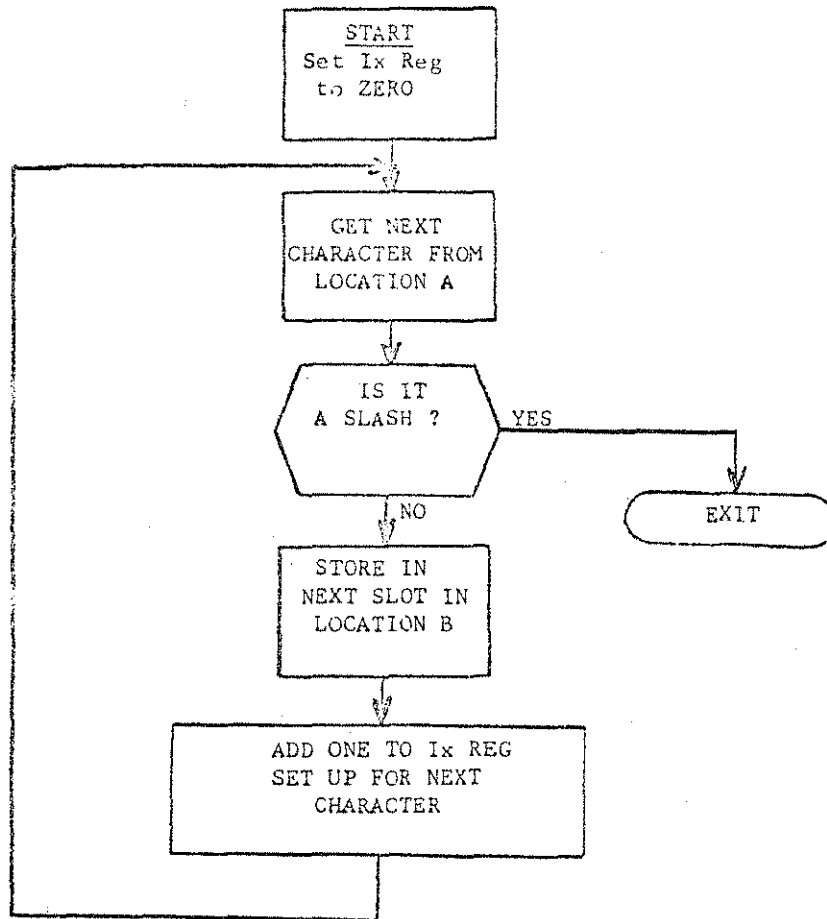 START
Set Ix Reg
to ZERO
GET NEXT
CHARACTER FROM
LOCATION A
IS IT
A SLASH ?
YES
EXIT
NO
STORE IN
NEXT SLOT IN
LOCATION B
ADD ONE TO Ix REG
SET UP FOR NEXT
CHARACTER